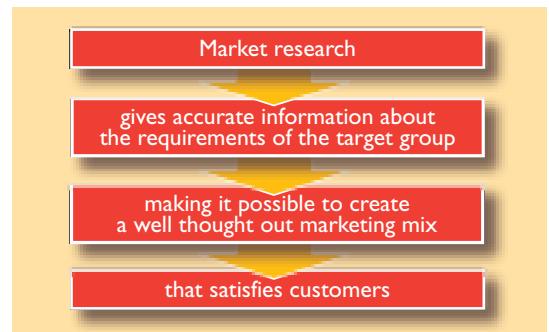 Market research
gives accurate information about
the requirements of the target group
making it possible to create
a well thought out marketing mix
that satisfies customers